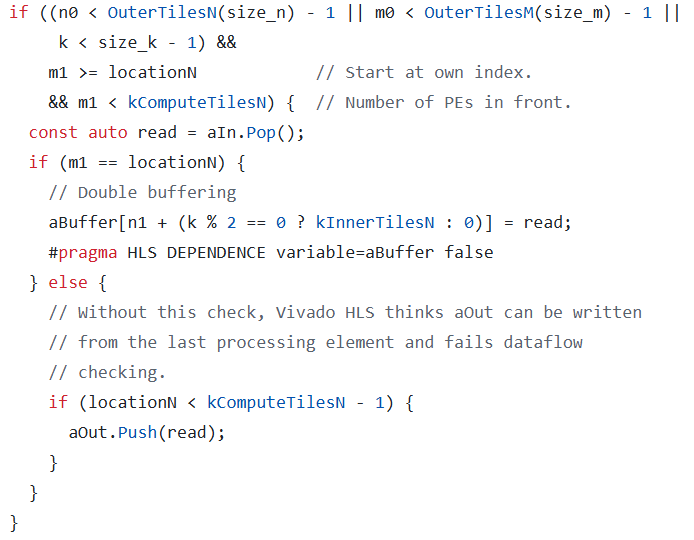 if ((n0 < OuterTilesN(size_n) - 1 || m0 < OuterTilesM(size_m) - 1 ||
     k < size_k - 1) &&
    m1 >= locationN            // Start at own index.
    && m1 < kComputeTilesN) {  // Number of PEs in front.
  const auto read = aIn.Pop();
  if (m1 == locationN) {
    // Double buffering
    aBuffer[n1 + (k % 2 == 0 ? kInnerTilesN : 0)] = read;
    #pragma HLS DEPENDENCE variable=aBuffer false
  } else {
    // Without this check, Vivado HLS thinks aOut can be written
    // from the last processing element and fails dataflow
    // checking.
    if (locationN < kComputeTilesN - 1) {
      aOut.Push(read);
    }
  }
}